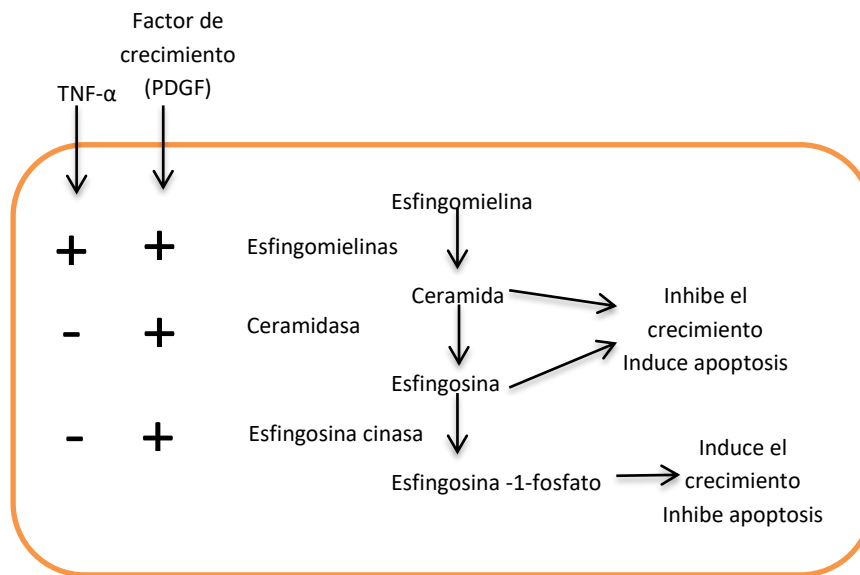 Factor de
crecimiento
(PDGF)
TNF-α
Esfingomielina
+ + Esfingomielinas
Ceramida
Inhibe el
crecimiento
Induce apoptosis
- + Ceramidasa
Esfingosina
- + Esfingosina cinasa
Induce el
crecimiento
Inhibe apoptosis
Esfingosina -1-fosfato